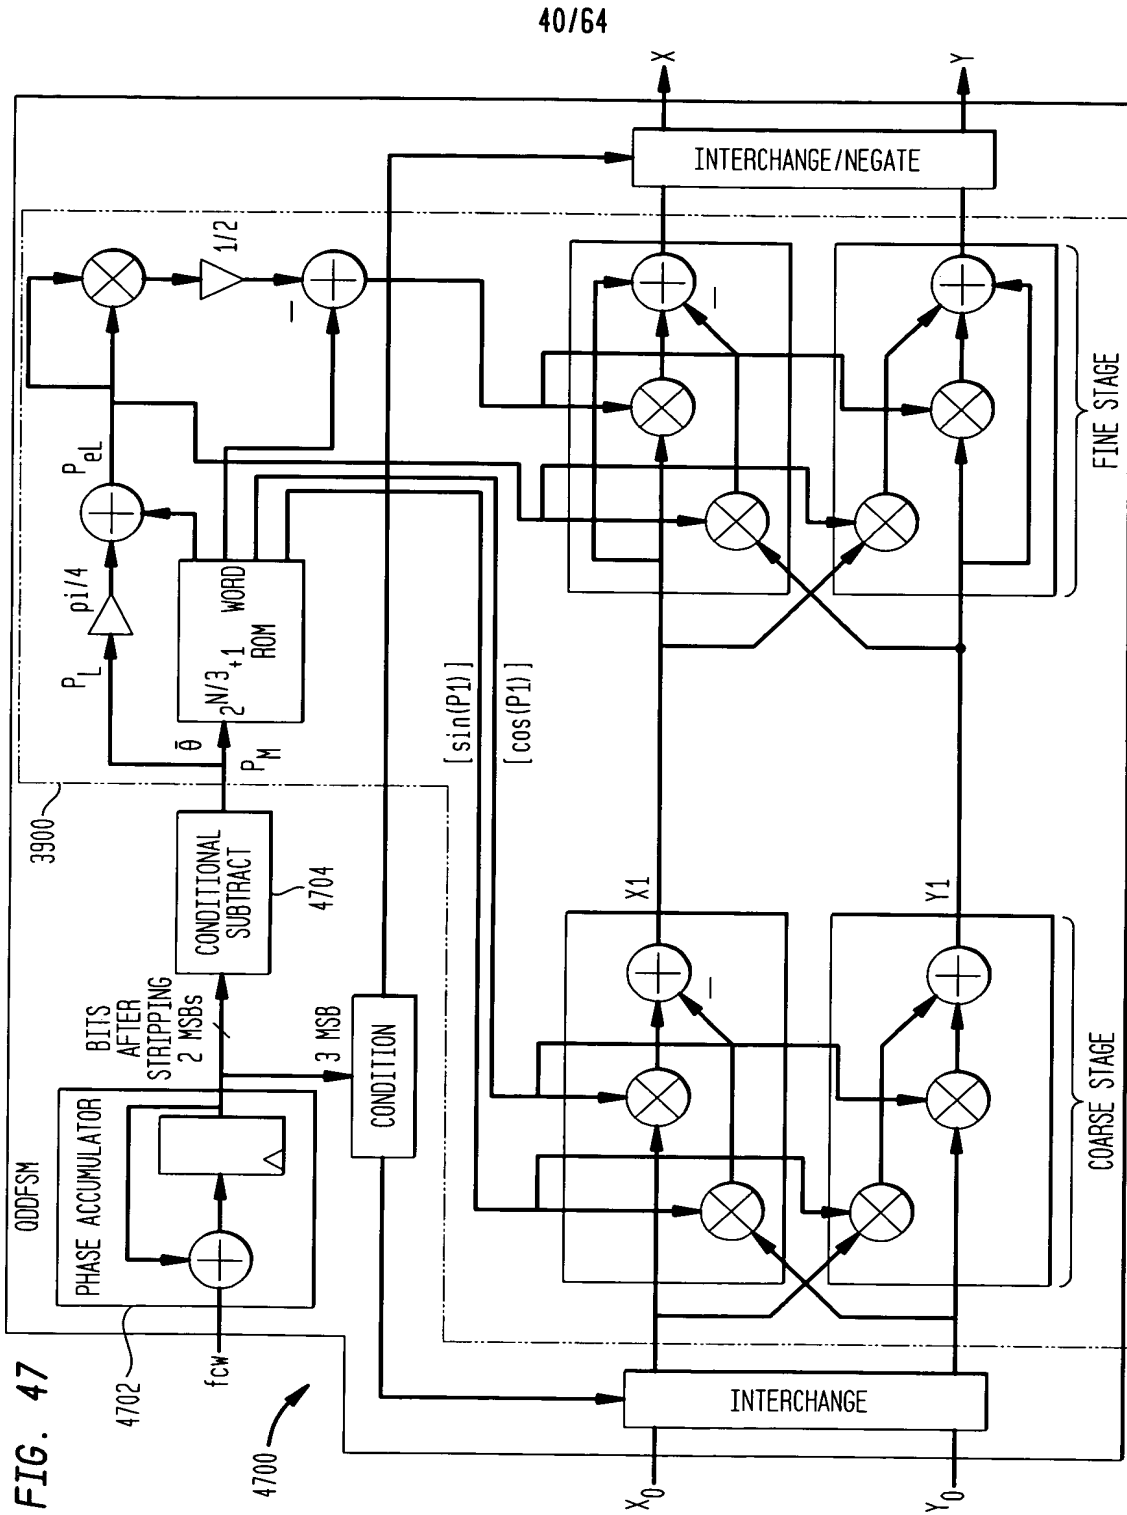 40/64
FIG. 47
4700
QDDFSM
PHASE ACCUMULATOR
4702
fcw
BITS
AFTER
STRIPPING
2 MSBs
3 MSB
CONDITION
CONDITIONAL
SUBTRACT
4704
3900
θ̄
P_M
P_L
pi/4
P_eL
2^N/3 +1 WORD
ROM
1/2
−
[sin(P1)]
[cos(P1)]
X_0
Y_0
INTERCHANGE
−
COARSE STAGE
X1
Y1
−
FINE STAGE
INTERCHANGE/NEGATE
X
Y